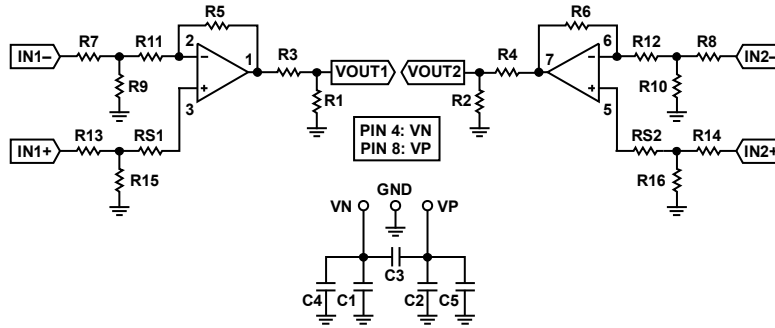 R5
R6
R7
R11
2
1
R3
VOUT1
VOUT2
R4
7
6
R12
R8
IN1–
IN2–
R9
R1
R2
R10
3
5
PIN 4: VN
PIN 8: VP
R13
RS1
RS2
R14
IN1+
IN2+
R15
R16
GND
VN
VP
C3
C4
C1
C2
C5